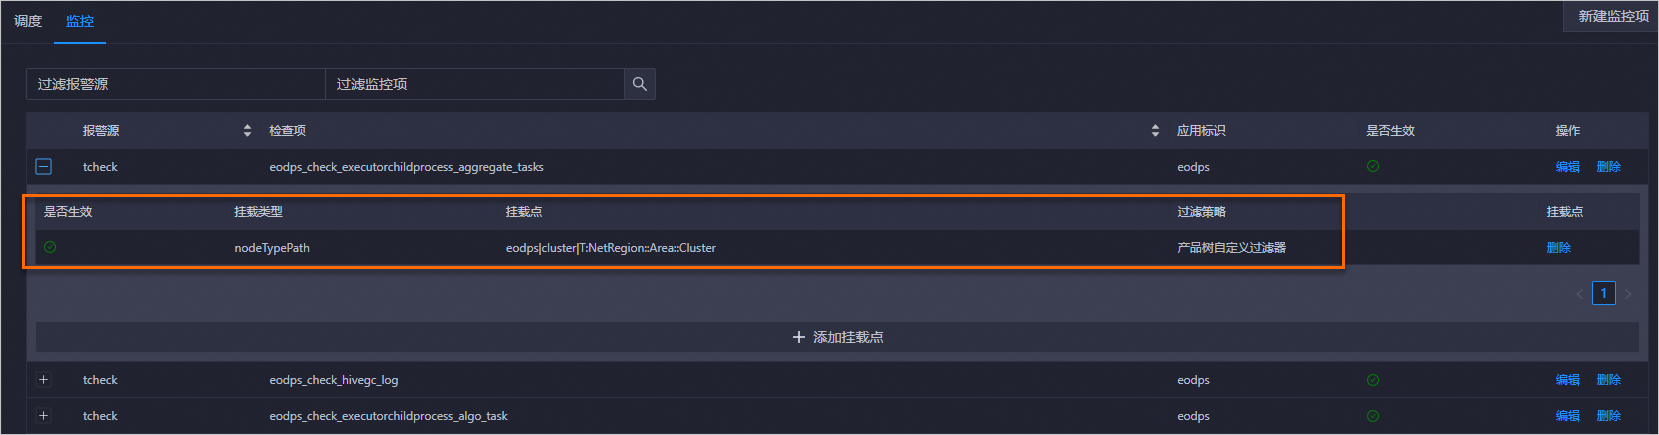 调度 监控 新建监控项
过滤报警源 过滤监控项
报警源 检查项 应用标识 是否生效 操作
tcheck eodps_check_executorchildprocess_aggregate_tasks eodps 编辑 删除
是否生效 挂载类型 挂载点 过滤策略 挂载点
nodeTypePath eodps|cluster|T:NetRegion::Area::Cluster 产品树自定义过滤器 删除
< 1 >
+ 添加挂载点
tcheck eodps_check_hivegc_log eodps 编辑 删除
tcheck eodps_check_executorchildprocess_algo_task eodps 编辑 删除